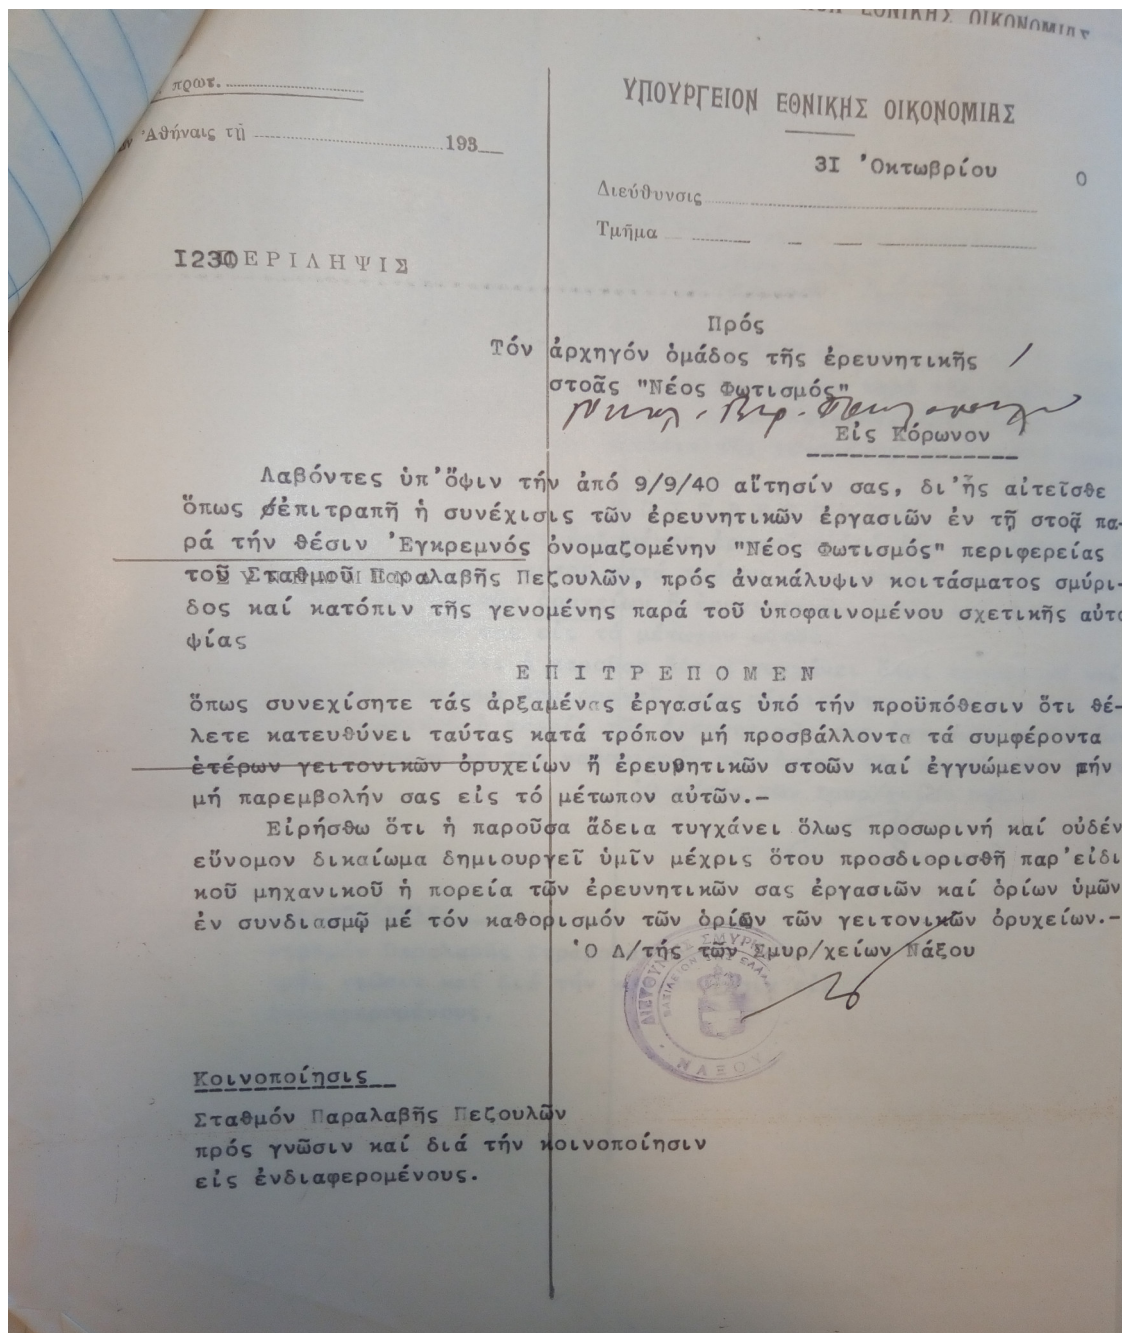 ΕΘΝΙΚΗΣ ΟΙΚΟΝΟΜΙΑΣ
πρωτ.
Ἀθήναις τῇ 193
ΥΠΟΥΡΓΕΙΟΝ ΕΘΝΙΚΗΣ ΟΙΚΟΝΟΜΙΑΣ
3Ι Ὀκτωβρίου 0
Διεύθυνσις
Τμῆμα
Ι230 ΠΕΡΙΛΗΨΙΣ
Πρός
Τόν ἀρχηγόν ὁμάδος τῆς ἐρευνητικῆς
στοᾶς "Νέος Φωτισμός"
Εἰς Κόρωνον
Λαβόντες ὑπ'ὄψιν τήν ἀπό 9/9/40 αἴτησίν σας, δι'ἧς αἰτεῖσθε
ὅπως ἐπιτραπῆ ἡ συνέχισις τῶν ἐρευνητικῶν ἐργασιῶν ἐν τῇ στοᾷ πα-
ρά τήν θέσιν Ἐγκρεμνός ὀνομαζομένην "Νέος Φωτισμός" περιφερείας
τοῦ Σταθμοῦ Παραλαβῆς Πεζουλῶν, πρός ἀνακάλυψιν κοιτάσματος σμύρι-
δος καί κατόπιν τῆς γενομένης παρά τοῦ ὑποφαινομένου σχετικῆς αὐτο
ψίας
Ε Π Ι Τ Ρ Ε Π Ο Μ Ε Ν
ὅπως συνεχίσητε τάς ἀρξαμένας ἐργασίας ὑπό τήν προϋπόθεσιν ὅτι θέ-
λετε κατευθύνει ταύτας κατά τρόπον μή προσβάλλοντα τά συμφέροντα
ἑτέρων γειτονικῶν ὀρυχείων ἤ ἐρευνητικῶν στοῶν καί ἐγγυώμενον τήν
μή παρεμβολήν σας εἰς τό μέτωπον αὐτῶν.-
Εἰρήσθω ὅτι ἡ παροῦσα ἄδεια τυγχάνει ὅλως προσωρινή καί οὐδέν
εὔνομον δικαίωμα δημιουργεῖ ὑμῖν μέχρις ὅτου προσδιορισθῆ παρ'εἰδι
κοῦ μηχανικοῦ ἡ πορεία τῶν ἐρευνητικῶν σας ἐργασιῶν καί ὁρίων ὑμῶν
ἐν συνδιασμῷ μέ τόν καθορισμόν τῶν ὁρίων τῶν γειτονικῶν ὀρυχείων.-
Ὁ Δ/τής τῶν Σμυρ/χείων Νάξου
ΝΑΞΟΥ
Κοινοποίησις
Σταθμόν Παραλαβῆς Πεζουλῶν
πρός γνῶσιν καί διά τήν κοινοποίησιν
εἰς ἐνδιαφερομένους.